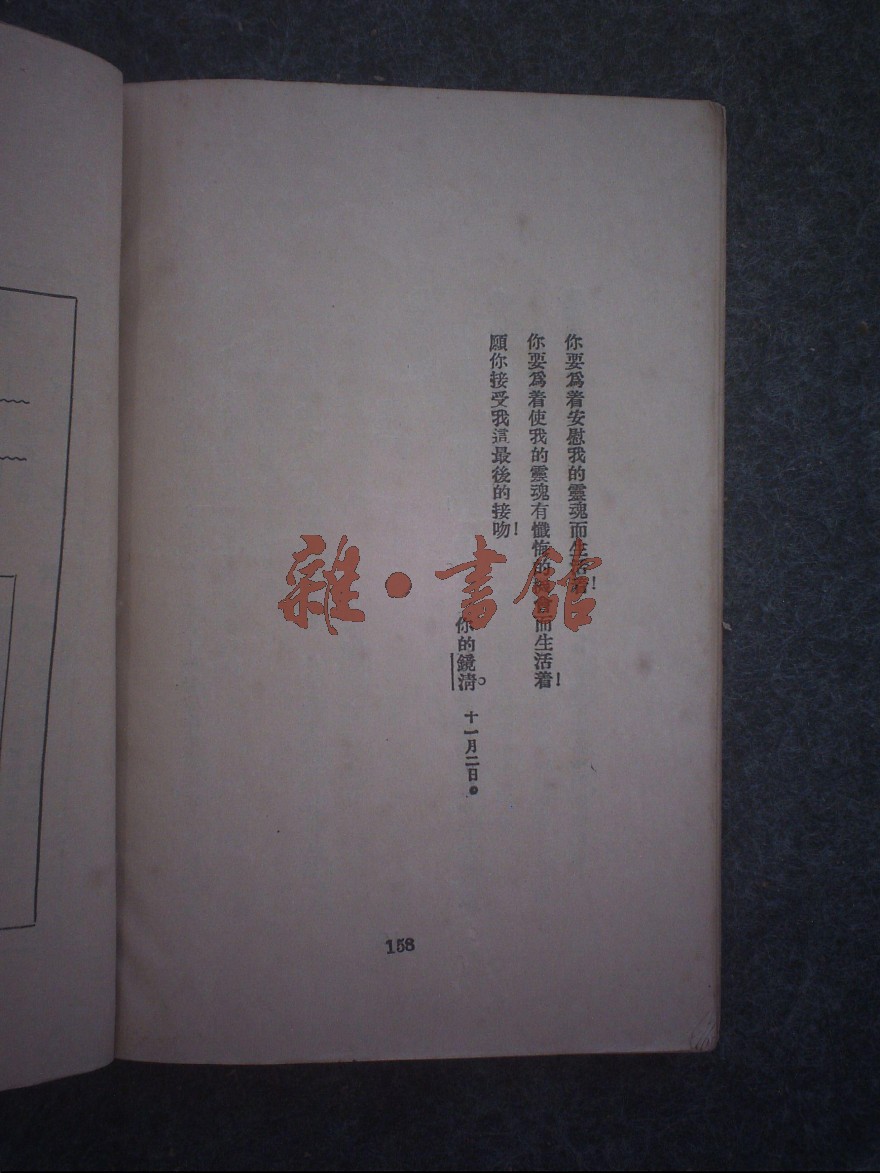 你要爲着安慰我的靈魂而生活着!
你要爲着使我的靈魂有懺悔的機會而生活着!
願你接受我這最後的接吻!
你的鏡清。
十一月二日。
158
雜·書館